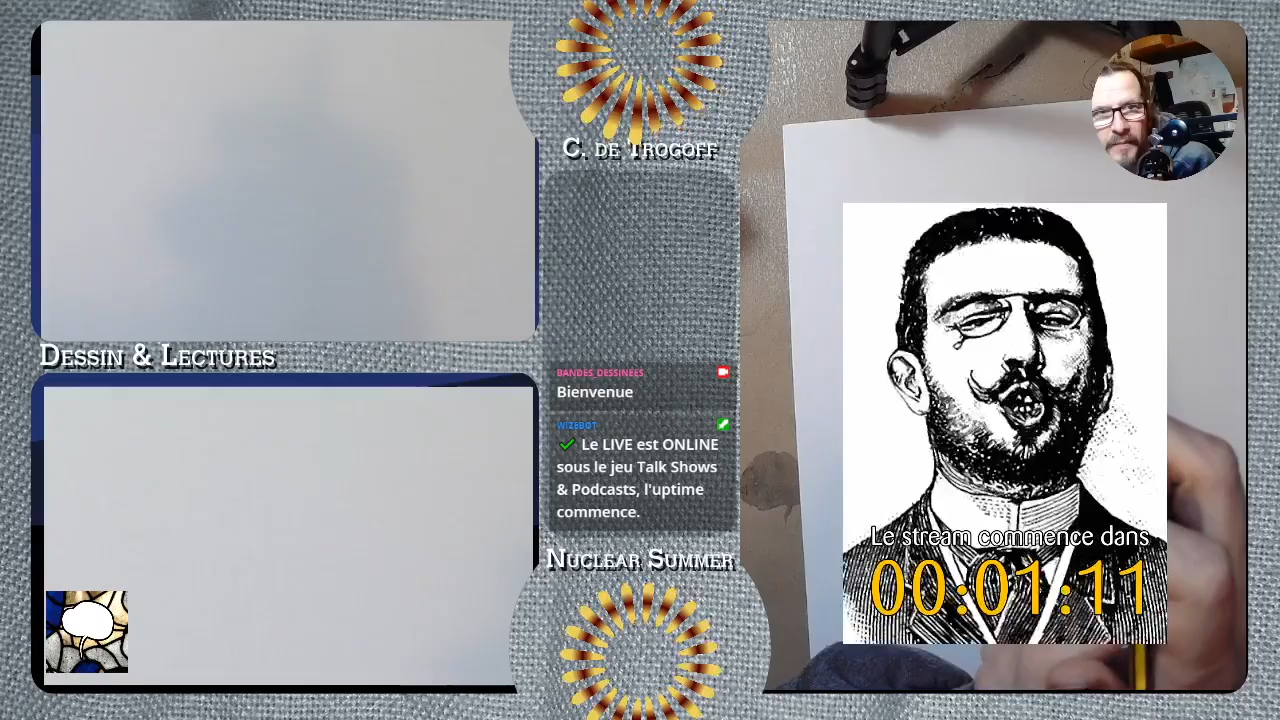 C. de Trogoff
Dessin & Lectures
BANDES_DESSINEES
Bienvenue
WIZEBOT
Le LIVE est ONLINE
sous le jeu Talk Shows
& Podcasts, l'uptime
commence.
Nuclear Summer
Le stream commence dans
00:01:11